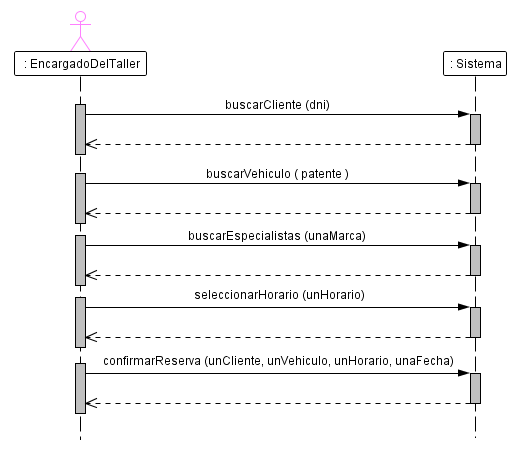 : EncargadoDelTaller
: Sistema
buscarCliente (dni)
buscarVehiculo ( patente )
buscarEspecialistas (unaMarca)
seleccionarHorario (unHorario)
confirmarReserva (unCliente, unVehiculo, unHorario, unaFecha)